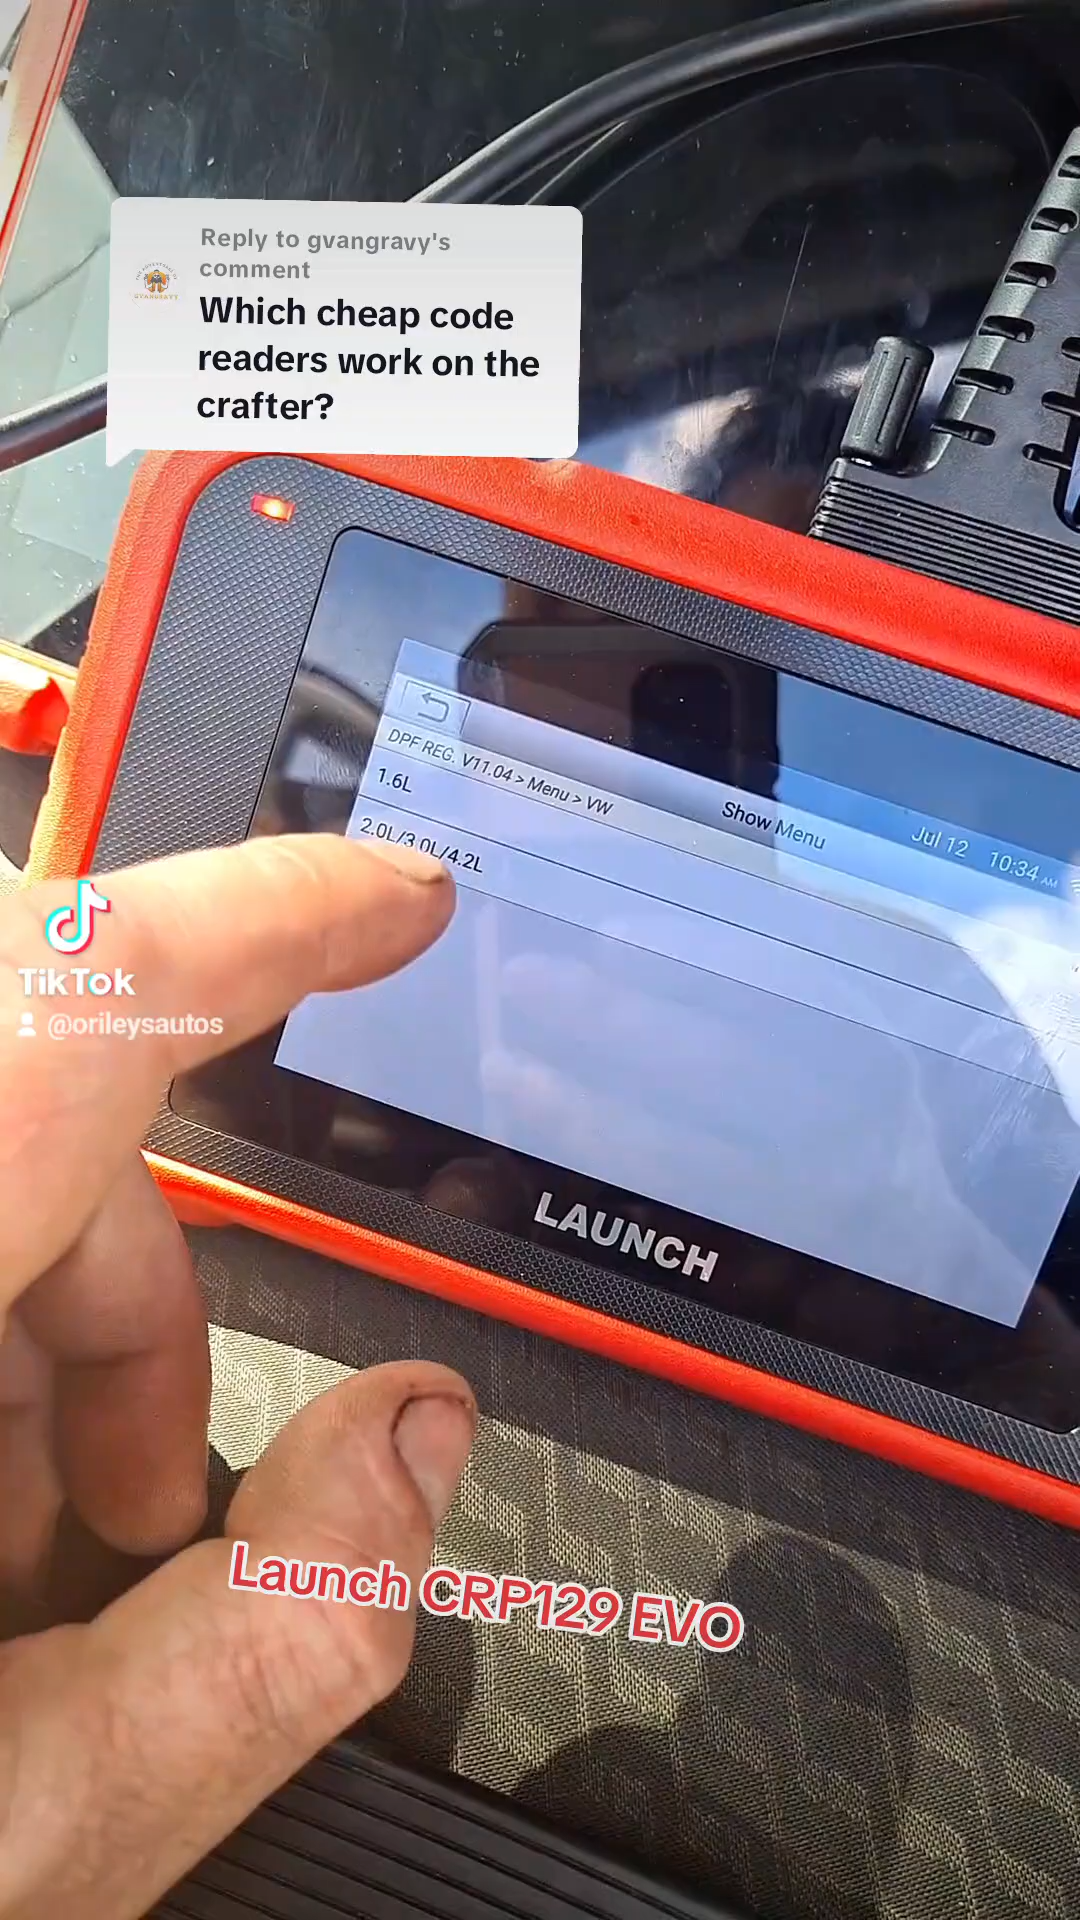 Reply to gvangravy's
comment
Which cheap code
readers work on the
crafter?
DPF REG. V11.04 > Menu > VW
Show Menu
Jul 12 10:34 AM
1.6L
2.0L/3.0L/4.2L
TikTok
@orileysautos
LAUNCH
Launch CRP129 EVO